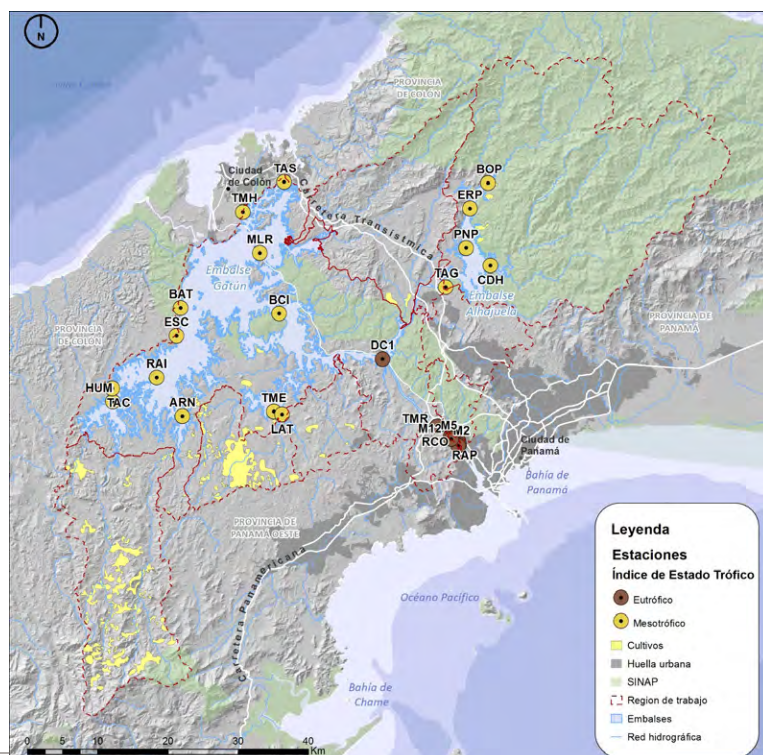 N
PROVINCIA
DE COLÓN
Ciudad
de Colón
TAS
TMH
MLR
Carretera Transístmica
BOP
ERP
PNP
CDH
TAG
Embalse
Gatún
Embalse
Alhajuela
BAT
ESC
BCI
PROVINCIA
DE COLÓN
PROVINCIA DE
PANAMÁ
DC1
RAI
HUM
TAC
ARN
TME
LAT
TMR
M5
M12
M2
RCO
RAP
Ciudad de
Panamá
Bahía de
Panamá
PROVINCIA DE
PANAMÁ OESTE
Carretera Panamericana
Océano Pacífico
Bahía de
Chame
Leyenda
Estaciones
Índice de Estado Trófico
Eutrófico
Mesotrófico
Cultivos
Huella urbana
SINAP
Region de trabajo
Embalses
Red hidrográfica
0 10 20 30 40
Km